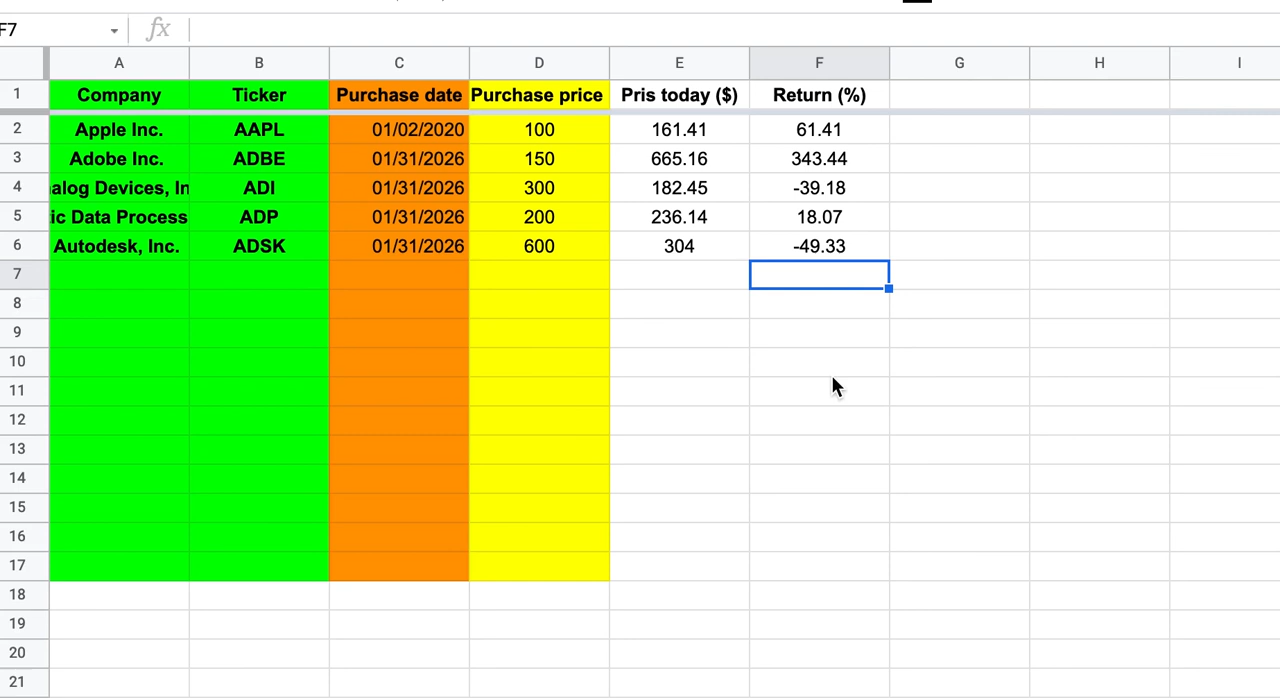 F7 fx
A B C D E F G H I
1 Company Ticker Purchase date Purchase price Pris today ($) Return (%)
2 Apple Inc. AAPL 01/02/2020 100 161.41 61.41
3 Adobe Inc. ADBE 01/31/2026 150 665.16 343.44
4 alog Devices, In ADI 01/31/2026 300 182.45 -39.18
5 ic Data Process ADP 01/31/2026 200 236.14 18.07
6 Autodesk, Inc. ADSK 01/31/2026 600 304 -49.33
7
8
9
10
11
12
13
14
15
16
17
18
19
20
21